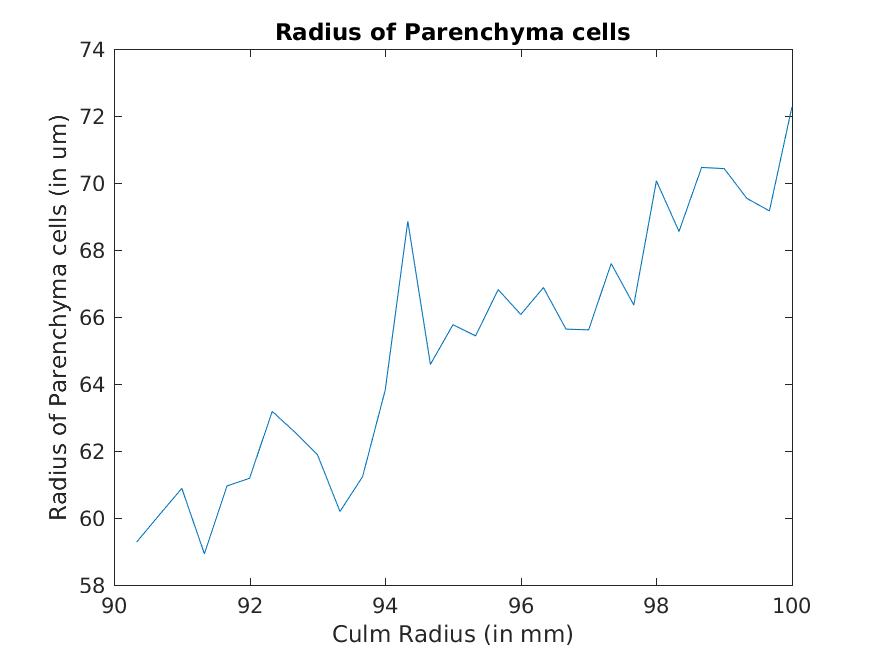 Radius of Parenchyma cells
74
72
70
68
66
64
62
60
58
Radius of Parenchyma cells (in um)
90 92 94 96 98 100
Culm Radius (in mm)